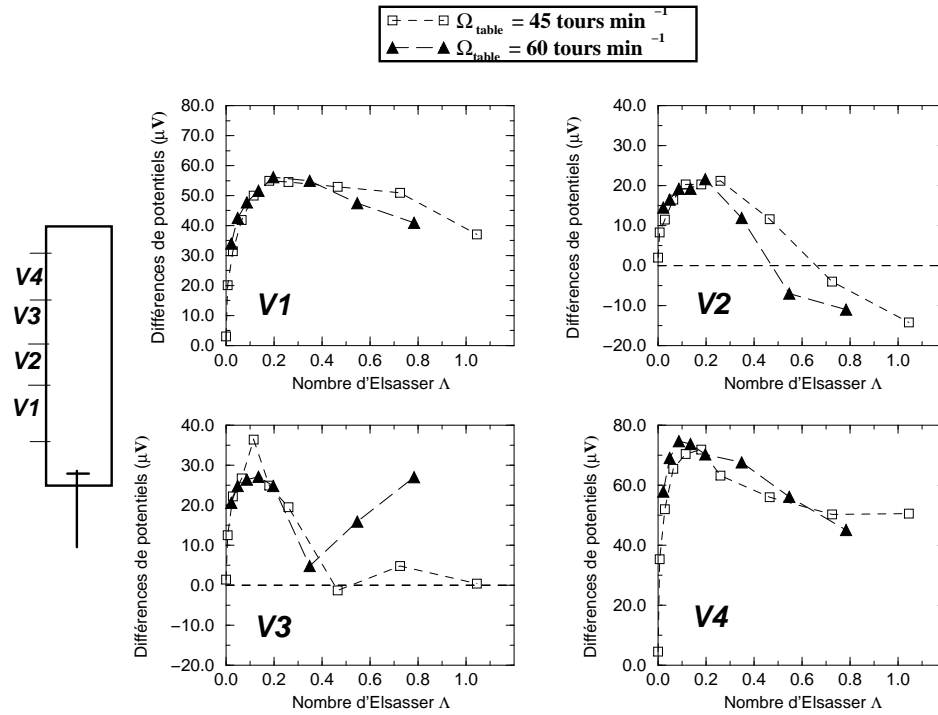 Ω table = 45 tours min −1
Ω table = 60 tours min −1
V4
V3
V2
V1
Différences de potentiels (µV)
80.0
70.0
60.0
50.0
40.0
30.0
20.0
10.0
0.0
0.0 0.2 0.4 0.6 0.8 1.0
Nombre d'Elsasser Λ
V1
Différences de potentiels (µV)
40.0
30.0
20.0
10.0
0.0
−10.0
−20.0
0.0 0.2 0.4 0.6 0.8 1.0
Nombre d'Elsasser Λ
V2
Différences de potentiels (µV)
40.0
30.0
20.0
10.0
0.0
−10.0
−20.0
0.0 0.2 0.4 0.6 0.8 1.0
Nombre d'Elsasser Λ
V3
Différences de potentiels (µV)
80.0
60.0
40.0
20.0
0.0
0.0 0.2 0.4 0.6 0.8 1.0
Nombre d'Elsasser Λ
V4